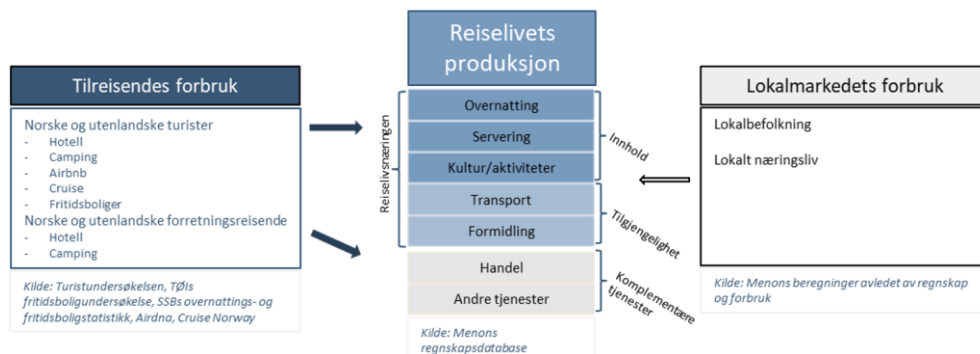 Tilreisendes forbruk
Norske og utenlandske turister
- Hotell
- Camping
- Airbnb
- Cruise
- Fritidsboliger
Norske og utenlandske forretningsreisende
- Hotell
- Camping
Kilde: Turistundersøkelsen, TØIs
fritidsboligundersøkelse, SSBs overnattings- og
fritidsboligstatistikk, Airdna, Cruise Norway
Reiselivets
produksjon
Reiselivsnæringen
Overnatting
Servering
Kultur/aktiviteter
Transport
Formidling
Handel
Andre tjenester
Innhold
Tilgjengelighet
Komplementære
tjenester
Kilde: Menons
regnskapsdatabase
Lokalmarkedets forbruk
Lokalbefolkning
Lokalt næringsliv
Kilde: Menons beregninger avledet av regnskap
og forbruk